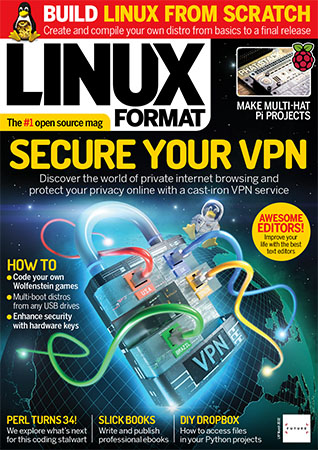 BUILD LINUX FROM SCRATCH
Create and compile your own distro from basics to a final release
LINUX
FORMAT
The #1 open source mag
MAKE MULTI-HAT
Pi PROJECTS
SECURE YOUR VPN
Discover the world of private internet browsing and
protect your privacy online with a cast-iron VPN service
AWESOME
EDITORS!
Improve your
life with the best
text editors
HOW TO
Code your own
Wolfenstein games
Multi-boot distros
from any USB drives
Enhance security
with hardware keys
USA
BRAZIL
VPN
PERL TURNS 34!
We explore what's next
for this coding stalwart
SLICK BOOKS
Write and publish
professional ebooks
DIY DROPBOX
How to access files
in your Python projects
FUTURE